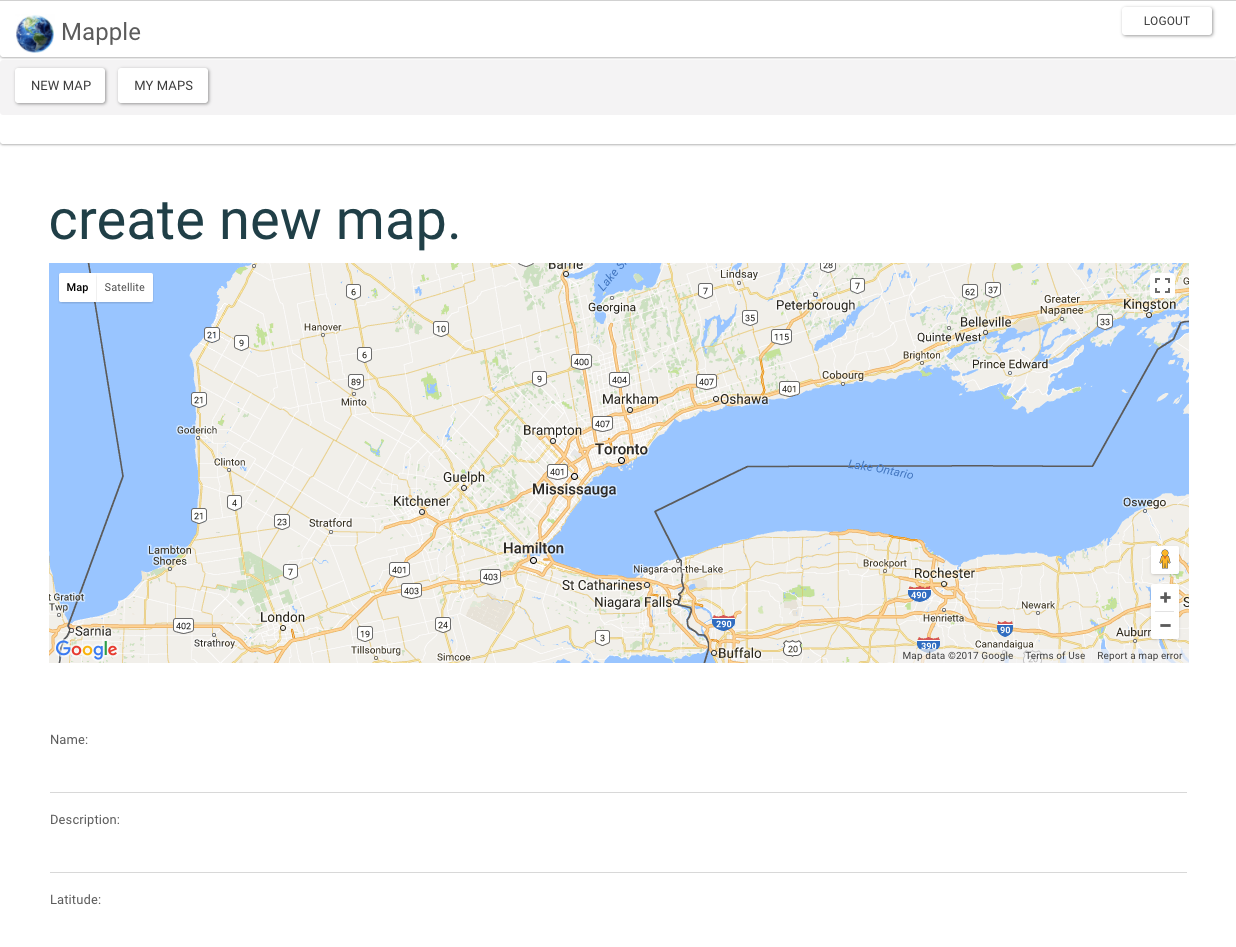 Mapple
LOGOUT
NEW MAP
MY MAPS
create new map.
Map
Satellite
Barrie
Lindsay
28
7
6
Georgina
7
Peterborough
62
37
Greater
Napanee
Kingston
21
Hanover
10
35
Belleville
33
9
115
Quinte West
6
400
Brighton
Prince Edward
89
9
404
407
401
Cobourg
Minto
21
Markham
Oshawa
Goderich
Brampton
407
Toronto
Clinton
401
Lake Ontario
Guelph
Mississauga
4
Kitchener
Oswego
21
23
Stratford
Lambton
Shores
Hamilton
7
401
403
403
St Catharines
Niagara-on-the-Lake
Brockport
Rochester
t Gratiot
Twp
Niagara Falls
490
Newark
London
290
Henrietta
Sarnia
402
19
24
3
90
Auburn
Strathroy
20
390
Canandaigua
Tillsonburg
Simcoe
Buffalo
Google
Map data ©2017 Google
Terms of Use
Report a map error
Name:
Description:
Latitude: